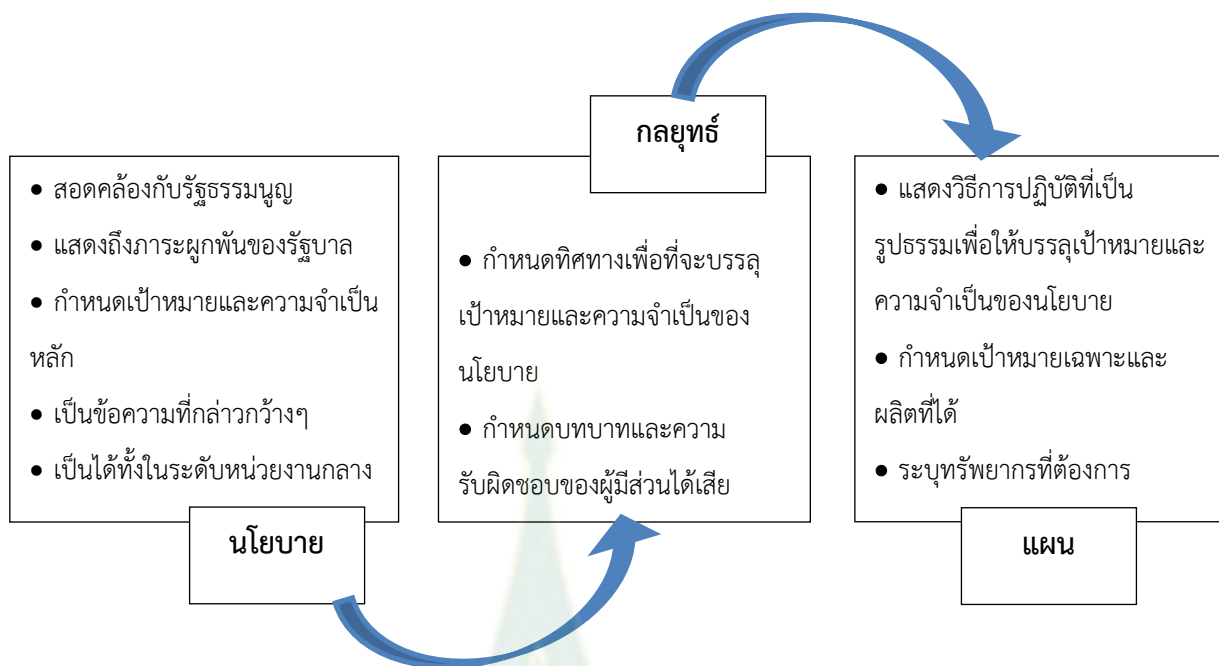 • สอดคล้องกับรัฐธรรมนูญ
• แสดงถึงภาระผูกพันของรัฐบาล
• กำหนดเป้าหมายและความจำเป็น
หลัก
• เป็นข้อความที่กล่าวกว้างๆ
• เป็นได้ทั้งในระดับหน่วยงานกลาง
นโยบาย
กลยุทธ์
• กำหนดทิศทางเพื่อที่จะบรรลุ
เป้าหมายและความจำเป็นของ
นโยบาย
• กำหนดบทบาทและความ
รับผิดชอบของผู้มีส่วนได้เสีย
• แสดงวิธีการปฏิบัติที่เป็น
รูปธรรมเพื่อให้บรรลุเป้าหมายและ
ความจำเป็นของนโยบาย
• กำหนดเป้าหมายเฉพาะและ
ผลิตที่ได้
• ระบุทรัพยากรที่ต้องการ
แผน